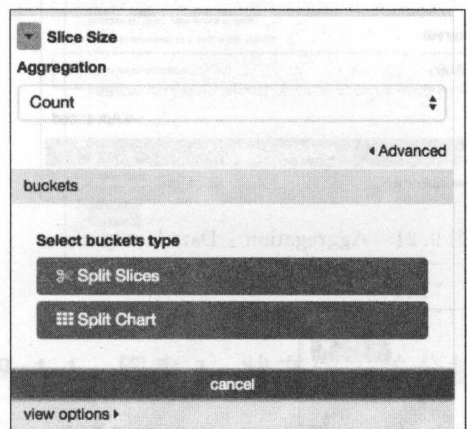 Slice Size
Aggregation
Count
Advanced
buckets
Select buckets type
Split Slices
Split Chart
cancel
view options